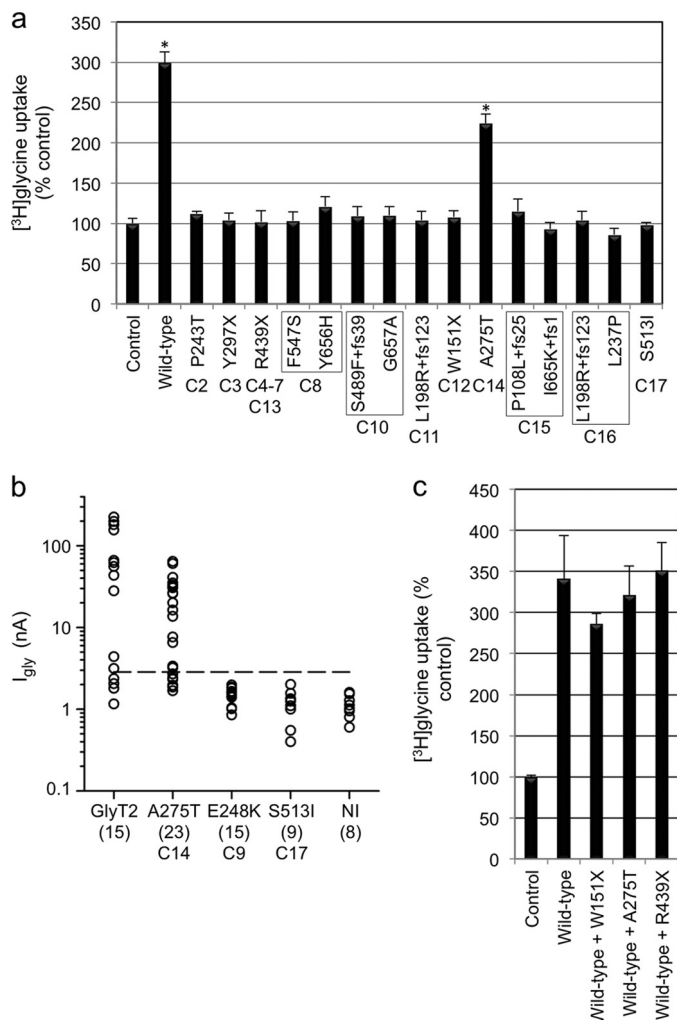 a
[³H]glycine uptake
(% control)
350
300
250
200
150
100
50
0
*
*
Control
Wild-type
P243T
Y297X
R439X
F547S
Y656H
S489F+fs39
G657A
L198R+fs123
W151X
A275T
P108L+fs25
I665K+fs1
L198R+fs123
L237P
S513I
C2
C3
C4-7
C13
C8
C10
C11
C12
C14
C15
C16
C17
b
I gly (nA)
100
10
1
0.1
GlyT2 A275T E248K S513I NI
(15) (23) (15) (9) (8)
C14 C9 C17
c
[³H]glycine uptake (%
control)
450
400
350
300
250
200
150
100
50
0
Control
Wild-type
Wild-type + W151X
Wild-type + A275T
Wild-type + R439X